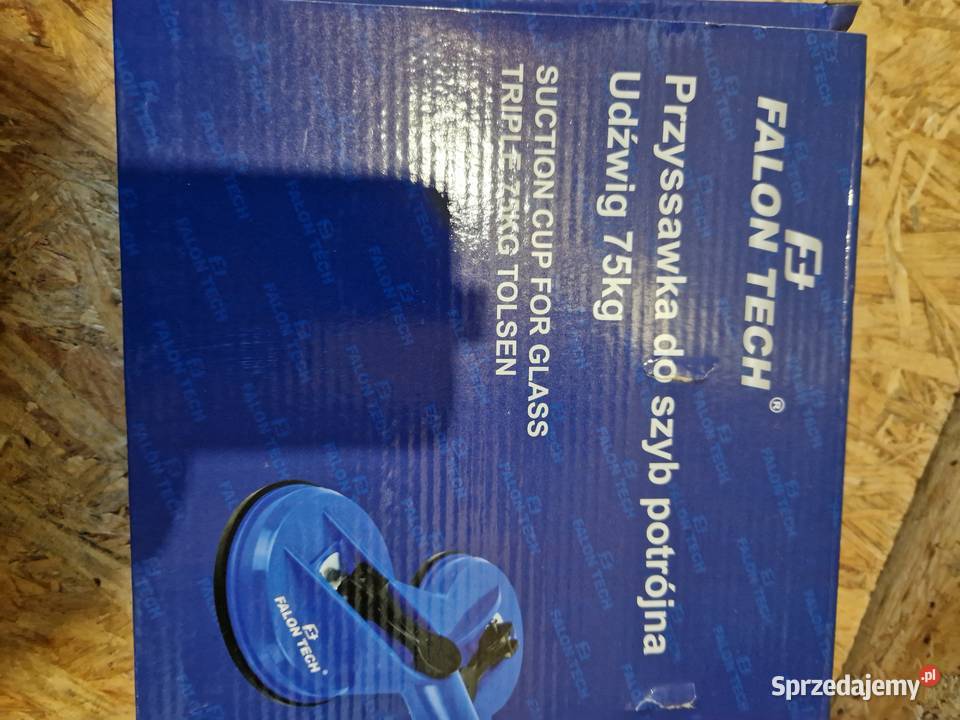 FALON TECH®
Przyssawka do szyb potrójna
Udźwig 75kg
SUCTION CUP FOR GLASS
TRIPLE 75KG TOLSEN
FALON TECH®
Sprzedajemy.pl